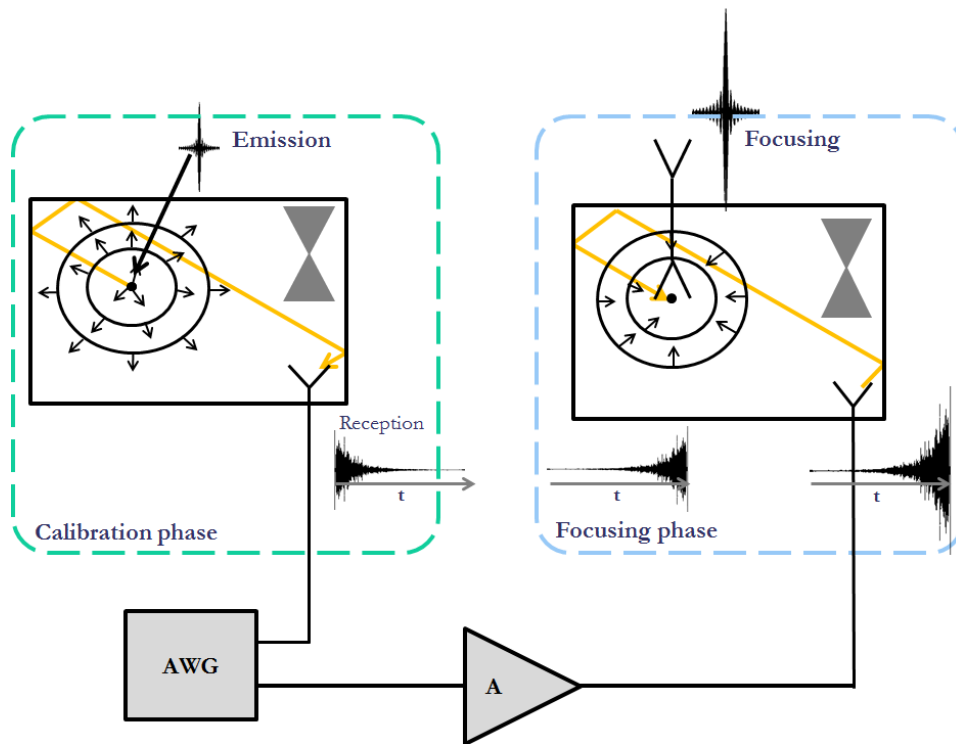 Emission
Focusing
Reception
t
t
t
Calibration phase
Focusing phase
AWG
A